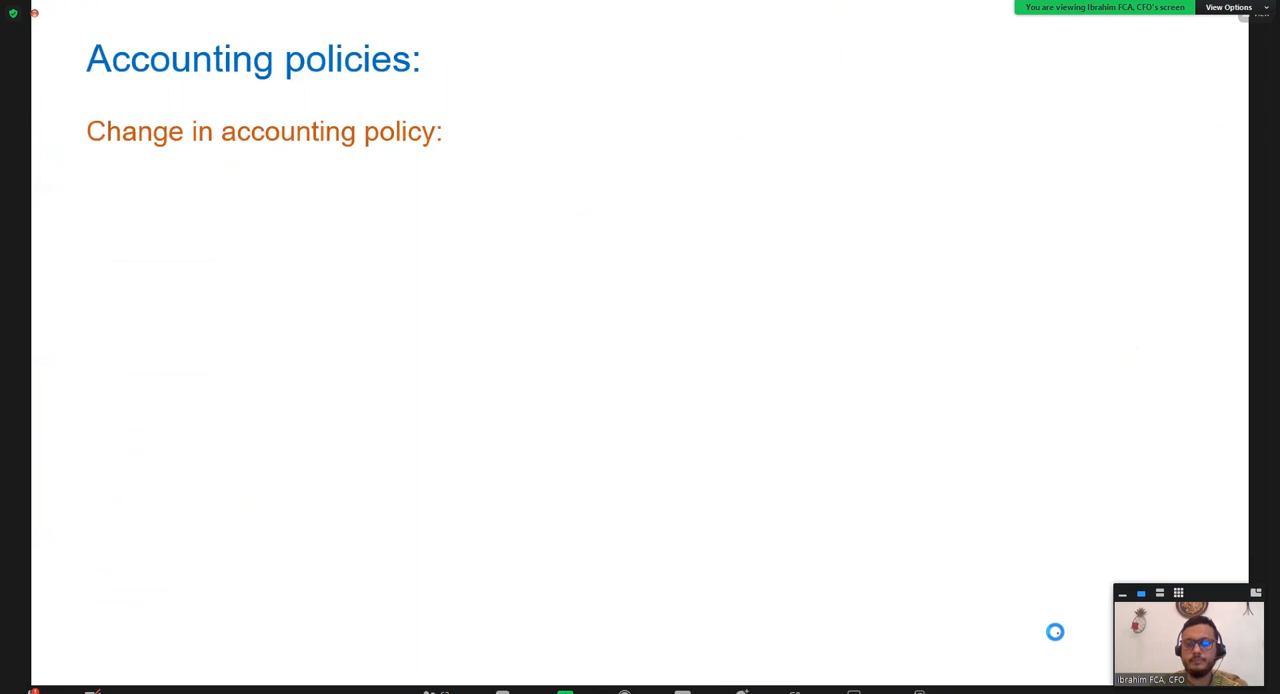 You are viewing Ibrahim FCA, CFO's screen
View Options
Accounting policies:
Change in accounting policy:
Ibrahim FCA, CFO